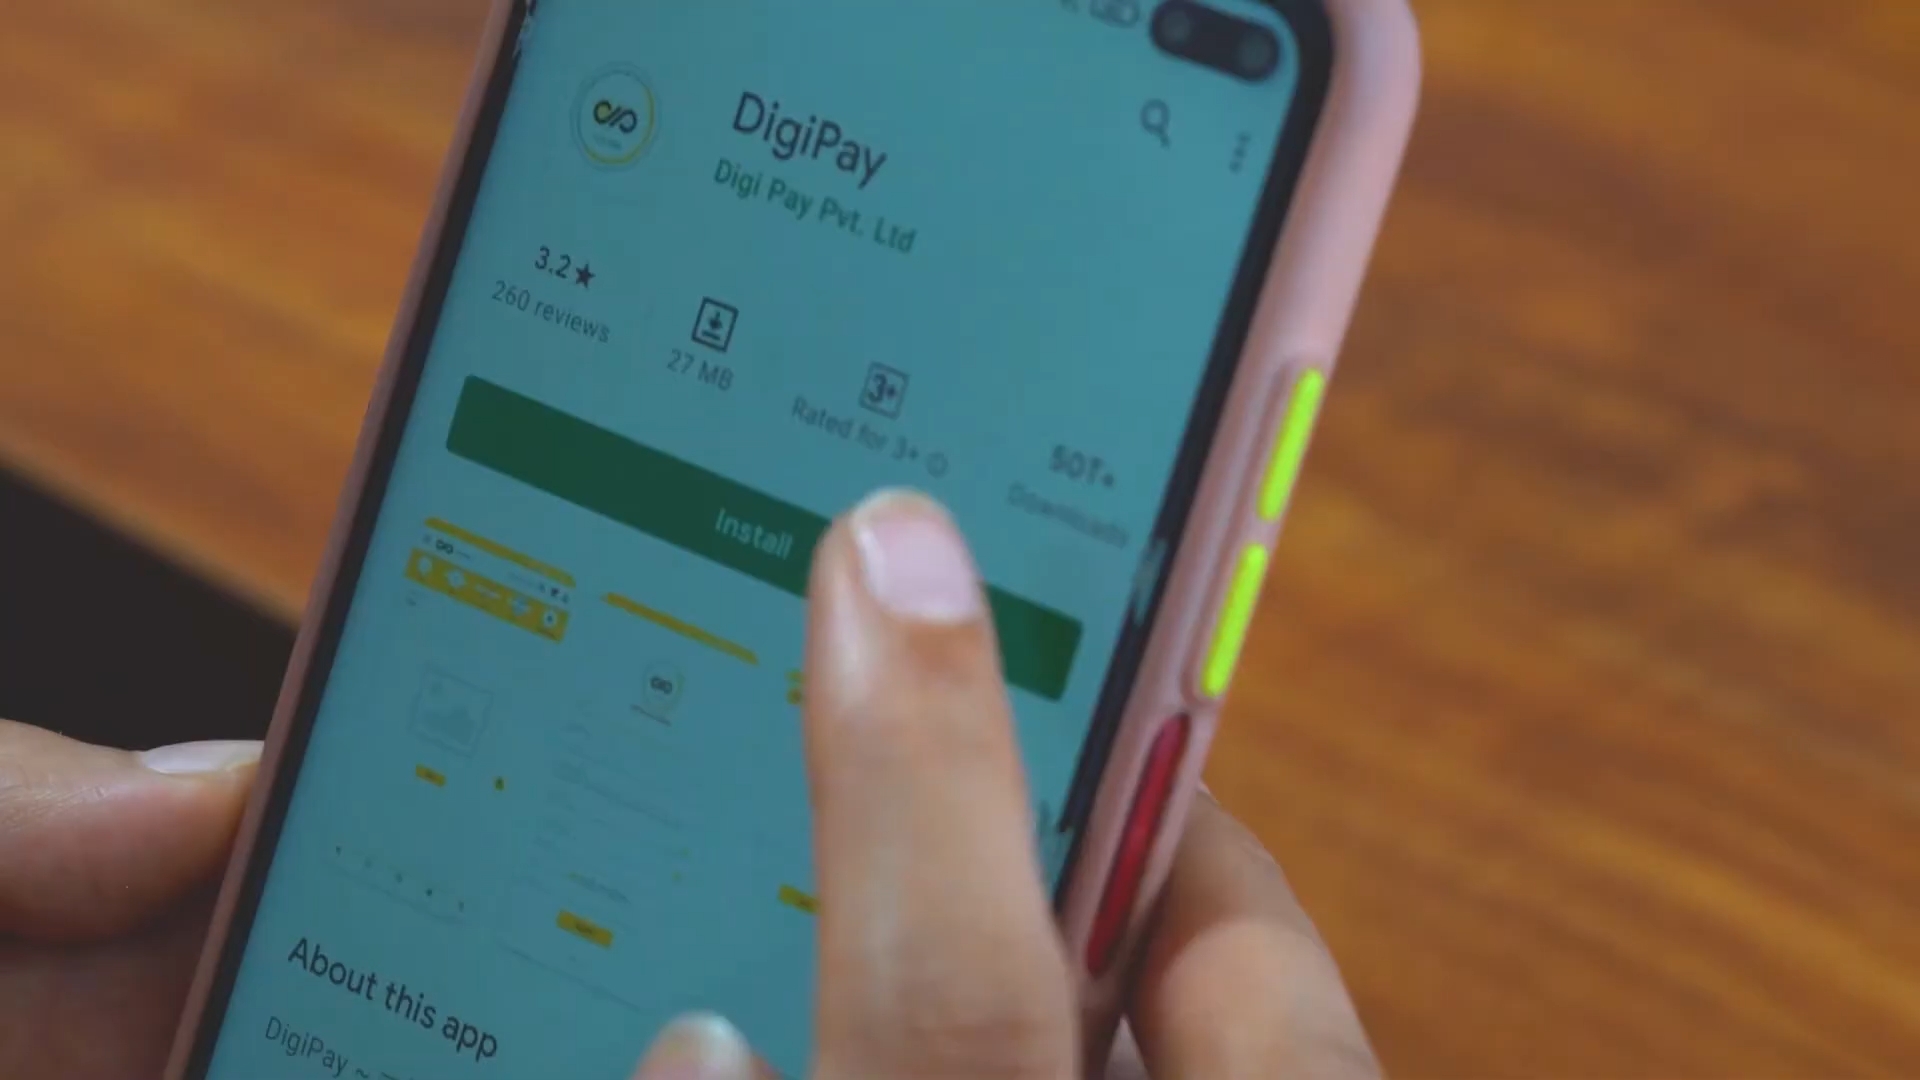 DigiPay
Digi Pay Pvt. Ltd
3.2★
260 reviews
27 MB
3+
Rated for 3+
50T+
Downloads
Install
About this app
DigiPay ~